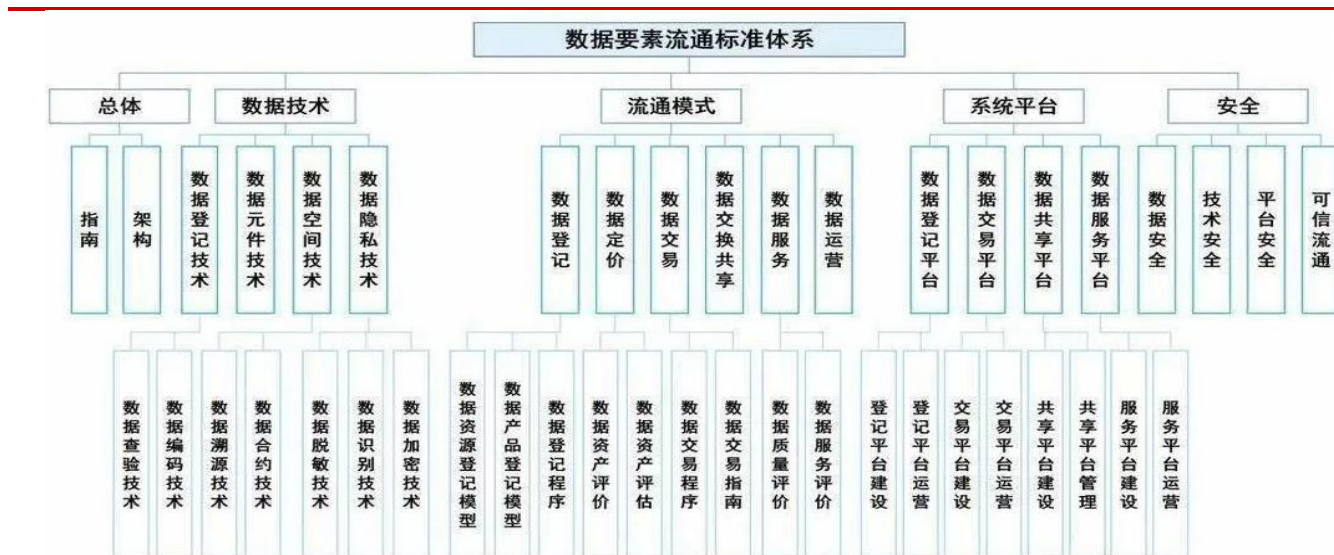 数据要素流通标准体系
总体
数据技术
流通模式
系统平台
安全
指南
架构
数据登记技术
数据元件技术
数据空间技术
数据隐私技术
数据登记
数据定价
数据交易
数据交换共享
数据服务
数据运营
数据登记平台
数据交易平台
数据共享平台
数据服务平台
数据安全
技术安全
平台安全
可信流通
数据查验技术
数据编码技术
数据溯源技术
数据合约技术
数据脱敏技术
数据识别技术
数据加密技术
数据资源登记模型
数据产品登记模型
数据登记程序
数据资产评价
数据资产评估
数据交易程序
数据交易指南
数据质量评价
数据服务评价
登记平台建设
登记平台运营
交易平台建设
交易平台运营
共享平台建设
共享平台管理
服务平台建设
服务平台运营